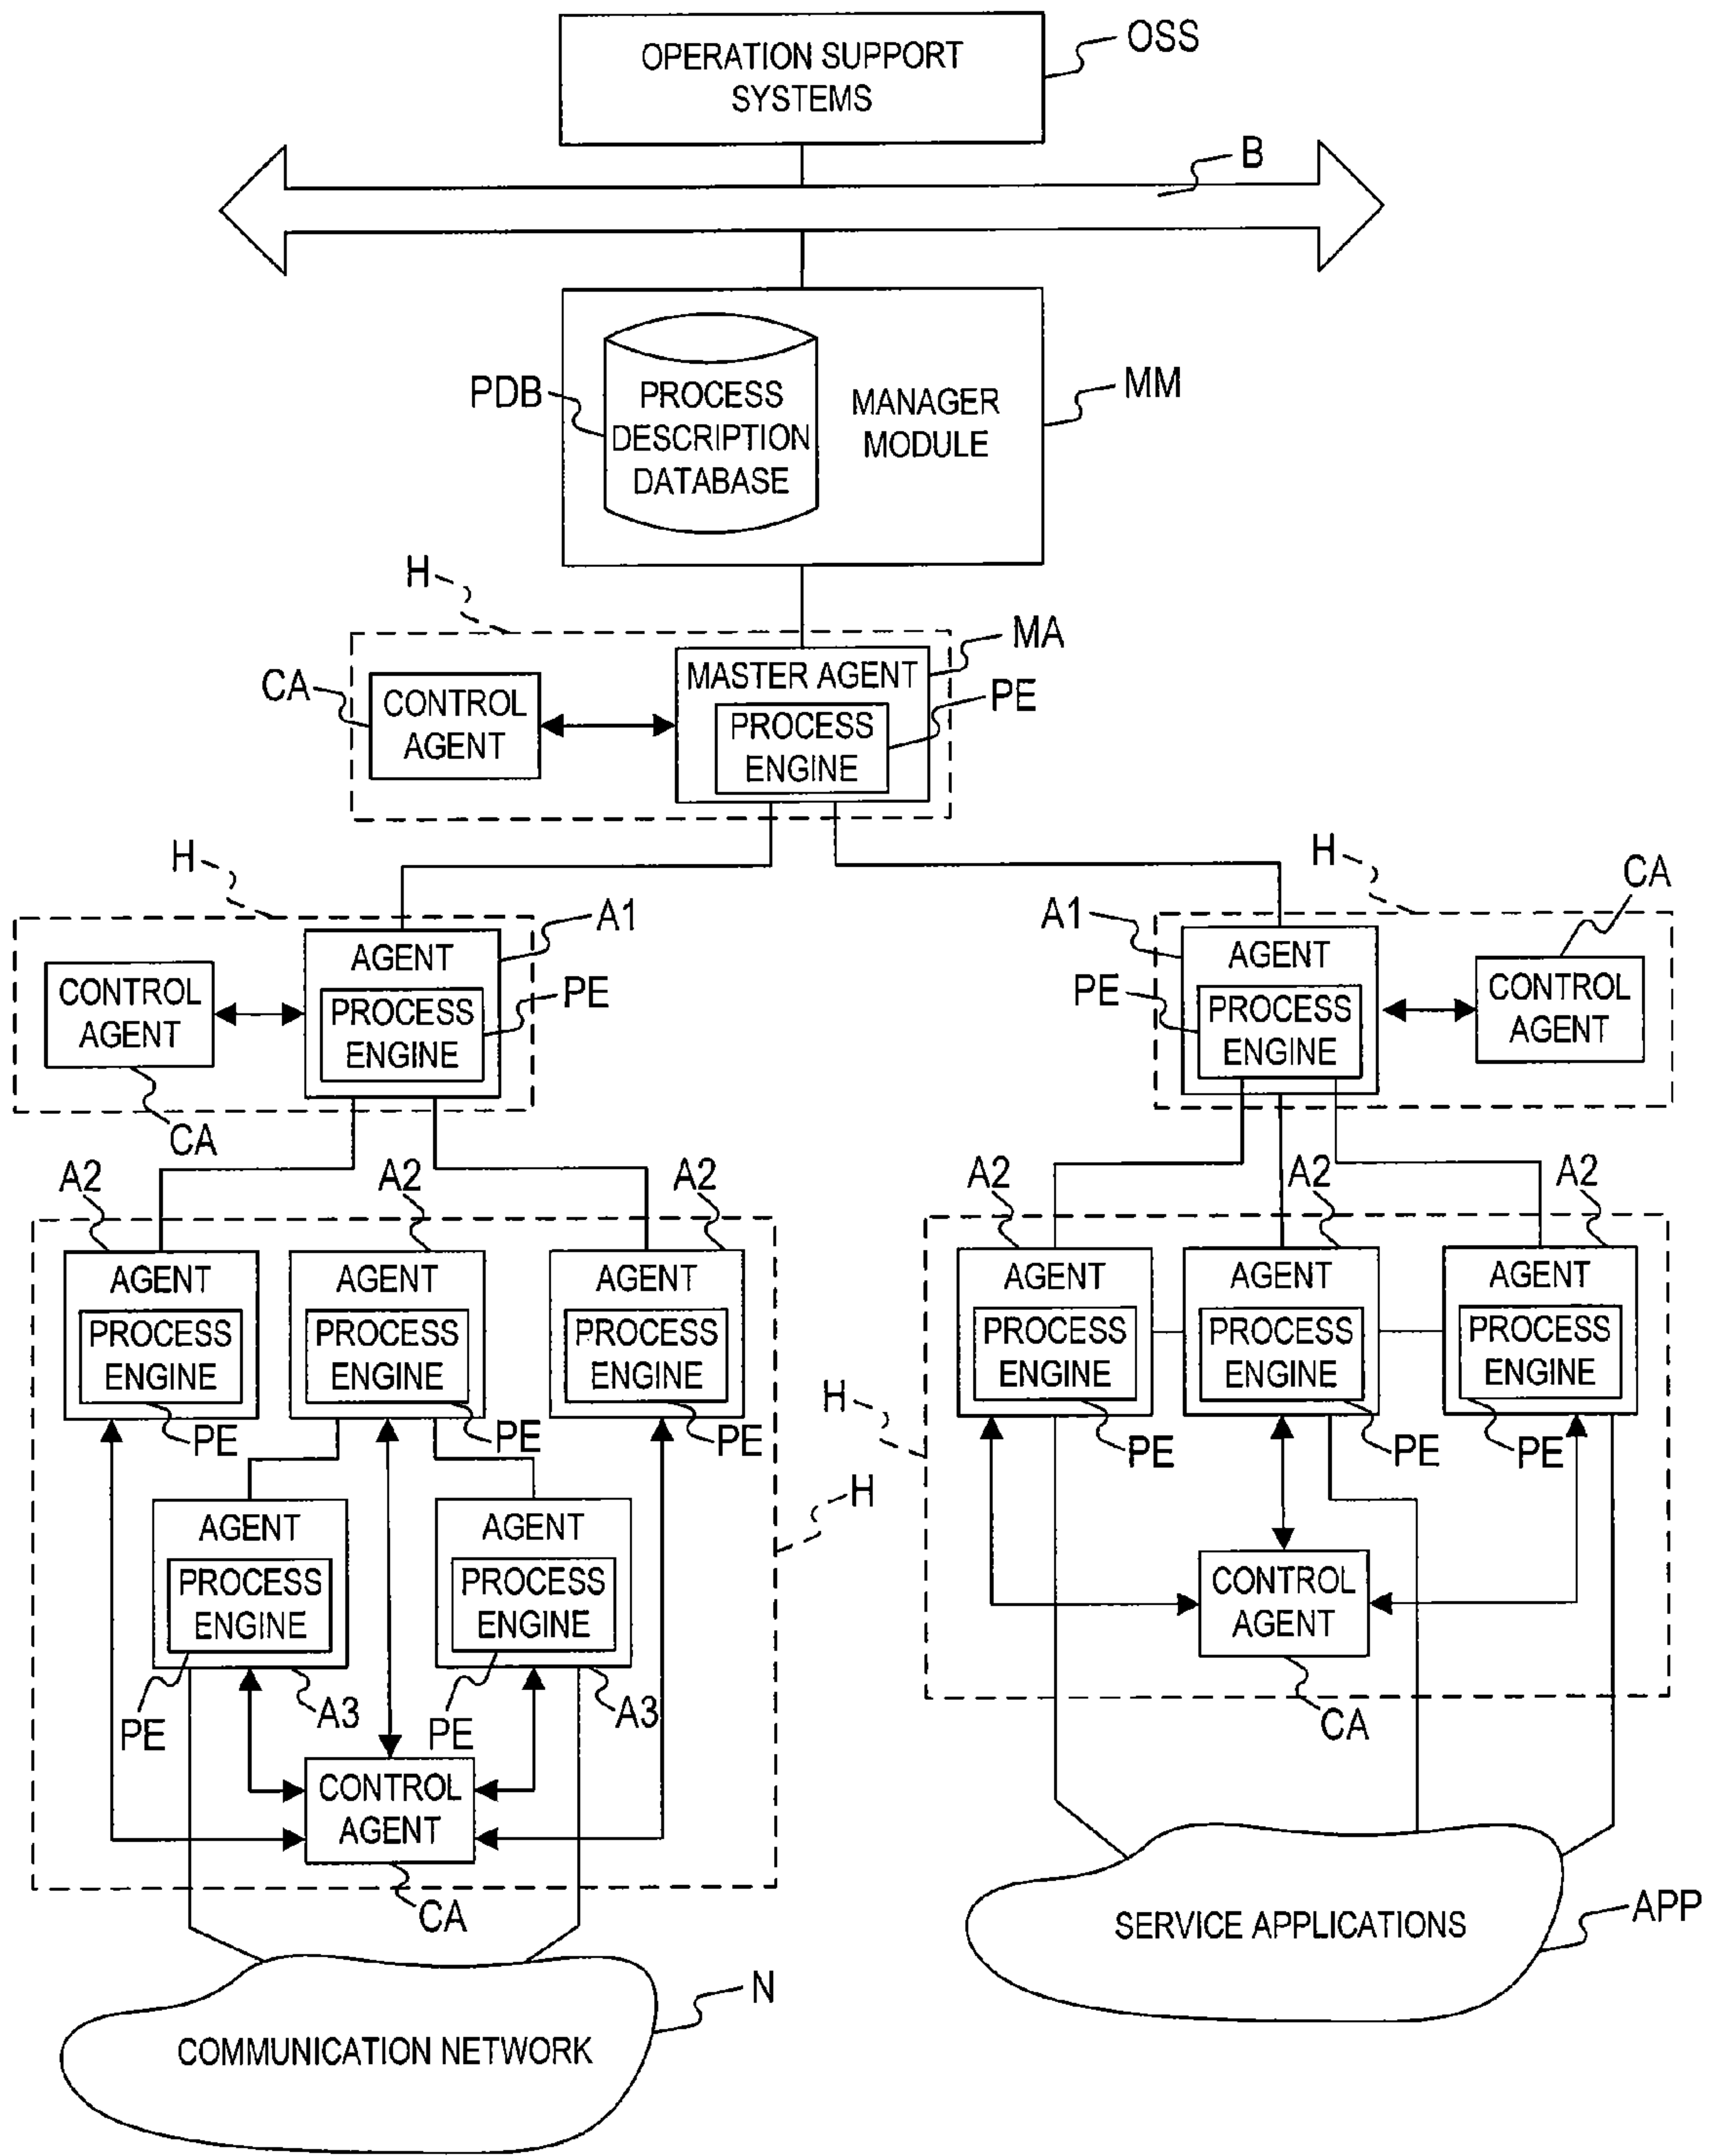 OPERATION SUPPORT
SYSTEMS
OSS
B
PDB
PROCESS
DESCRIPTION
DATABASE
MANAGER
MODULE
MM
H
MA
CA
CONTROL
AGENT
MASTER AGENT
PROCESS
ENGINE
PE
H
A1
CONTROL
AGENT
AGENT
PROCESS
ENGINE
PE
CA
H
CA
A1
AGENT
PE
PROCESS
ENGINE
CONTROL
AGENT
A2
A2
A2
AGENT
PROCESS
ENGINE
PE
AGENT
PROCESS
ENGINE
PE
AGENT
PROCESS
ENGINE
PE
H
AGENT
PROCESS
ENGINE
PE
A3
AGENT
PROCESS
ENGINE
PE
A3
CONTROL
AGENT
CA
COMMUNICATION NETWORK
N
A2
A2
A2
AGENT
PROCESS
ENGINE
PE
AGENT
PROCESS
ENGINE
PE
AGENT
PROCESS
ENGINE
PE
H
CONTROL
AGENT
CA
SERVICE APPLICATIONS
APP